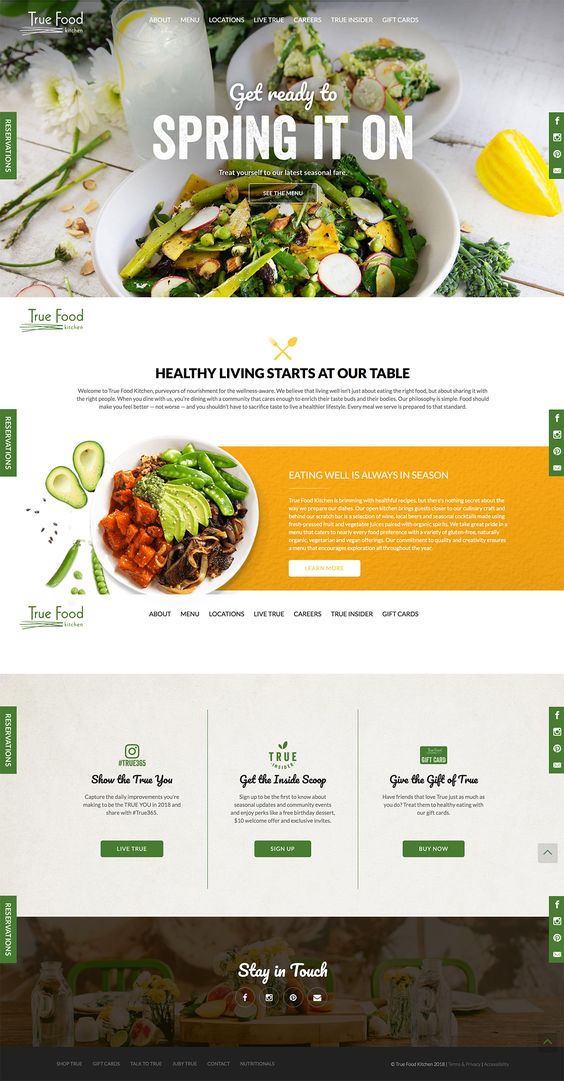 True Food
kitchen
ABOUT MENU LOCATIONS LIVE TRUE CAREERS TRUE INSIDER GIFT CARDS
Get ready to
SPRING IT ON
Treat yourself to our latest seasonal fare.
SEE THE MENU
RESERVATIONS
True Food
kitchen
HEALTHY LIVING STARTS AT OUR TABLE
Welcome to True Food Kitchen, purveyors of nourishment for the wellness-aware. We believe that living well isn't just about eating the right food, but about sharing it with
the right people. When you dine with us, you're dining with a community that cares enough to enrich their taste buds and their bodies. Our philosophy is simple. Food should
make you feel better — not worse — and you shouldn't have to sacrifice taste to live a healthier lifestyle. Every meal we serve is prepared to that standard.
RESERVATIONS
EATING WELL IS ALWAYS IN SEASON
True Food Kitchen is brimming with healthful recipes, but there's nothing secret about the
way we prepare our dishes. Our open kitchen brings guests closer to our culinary craft and
behind our scratch bar is a selection of wine, local beers and seasonal cocktails made using
fresh-pressed fruit and vegetable juices paired with organic spirits. We take great pride in
a menu that caters to nearly every food preference with a variety of gluten-free, naturally
organic, vegetarian and vegan offerings. Our commitment to quality and creativity ensures
a menu that encourages exploration all throughout the year.
LEARN MORE
True Food
kitchen
ABOUT MENU LOCATIONS LIVE TRUE CAREERS TRUE INSIDER GIFT CARDS
RESERVATIONS
#TRUE365
Show the True You
Capture the daily improvements you're
making to be the TRUE YOU in 2018 and
share with #True365.
LIVE TRUE
TRUE
INSIDER
Get the Inside Scoop
Sign up to be the first to know about
seasonal updates and community events
and enjoy perks like a free birthday dessert,
$10 welcome offer and exclusive invites.
SIGN UP
True Food
GIFT CARD
Give the Gift of True
Have friends that love True just as much as
you do? Treat them to healthy eating with
our gift cards.
BUY NOW
RESERVATIONS
Stay in Touch
SHOP TRUE GIFT CARDS TALK TO TRUE JUBY TRUE CONTACT NUTRITIONALS
© True Food Kitchen 2018 | Terms & Privacy | Accessibility